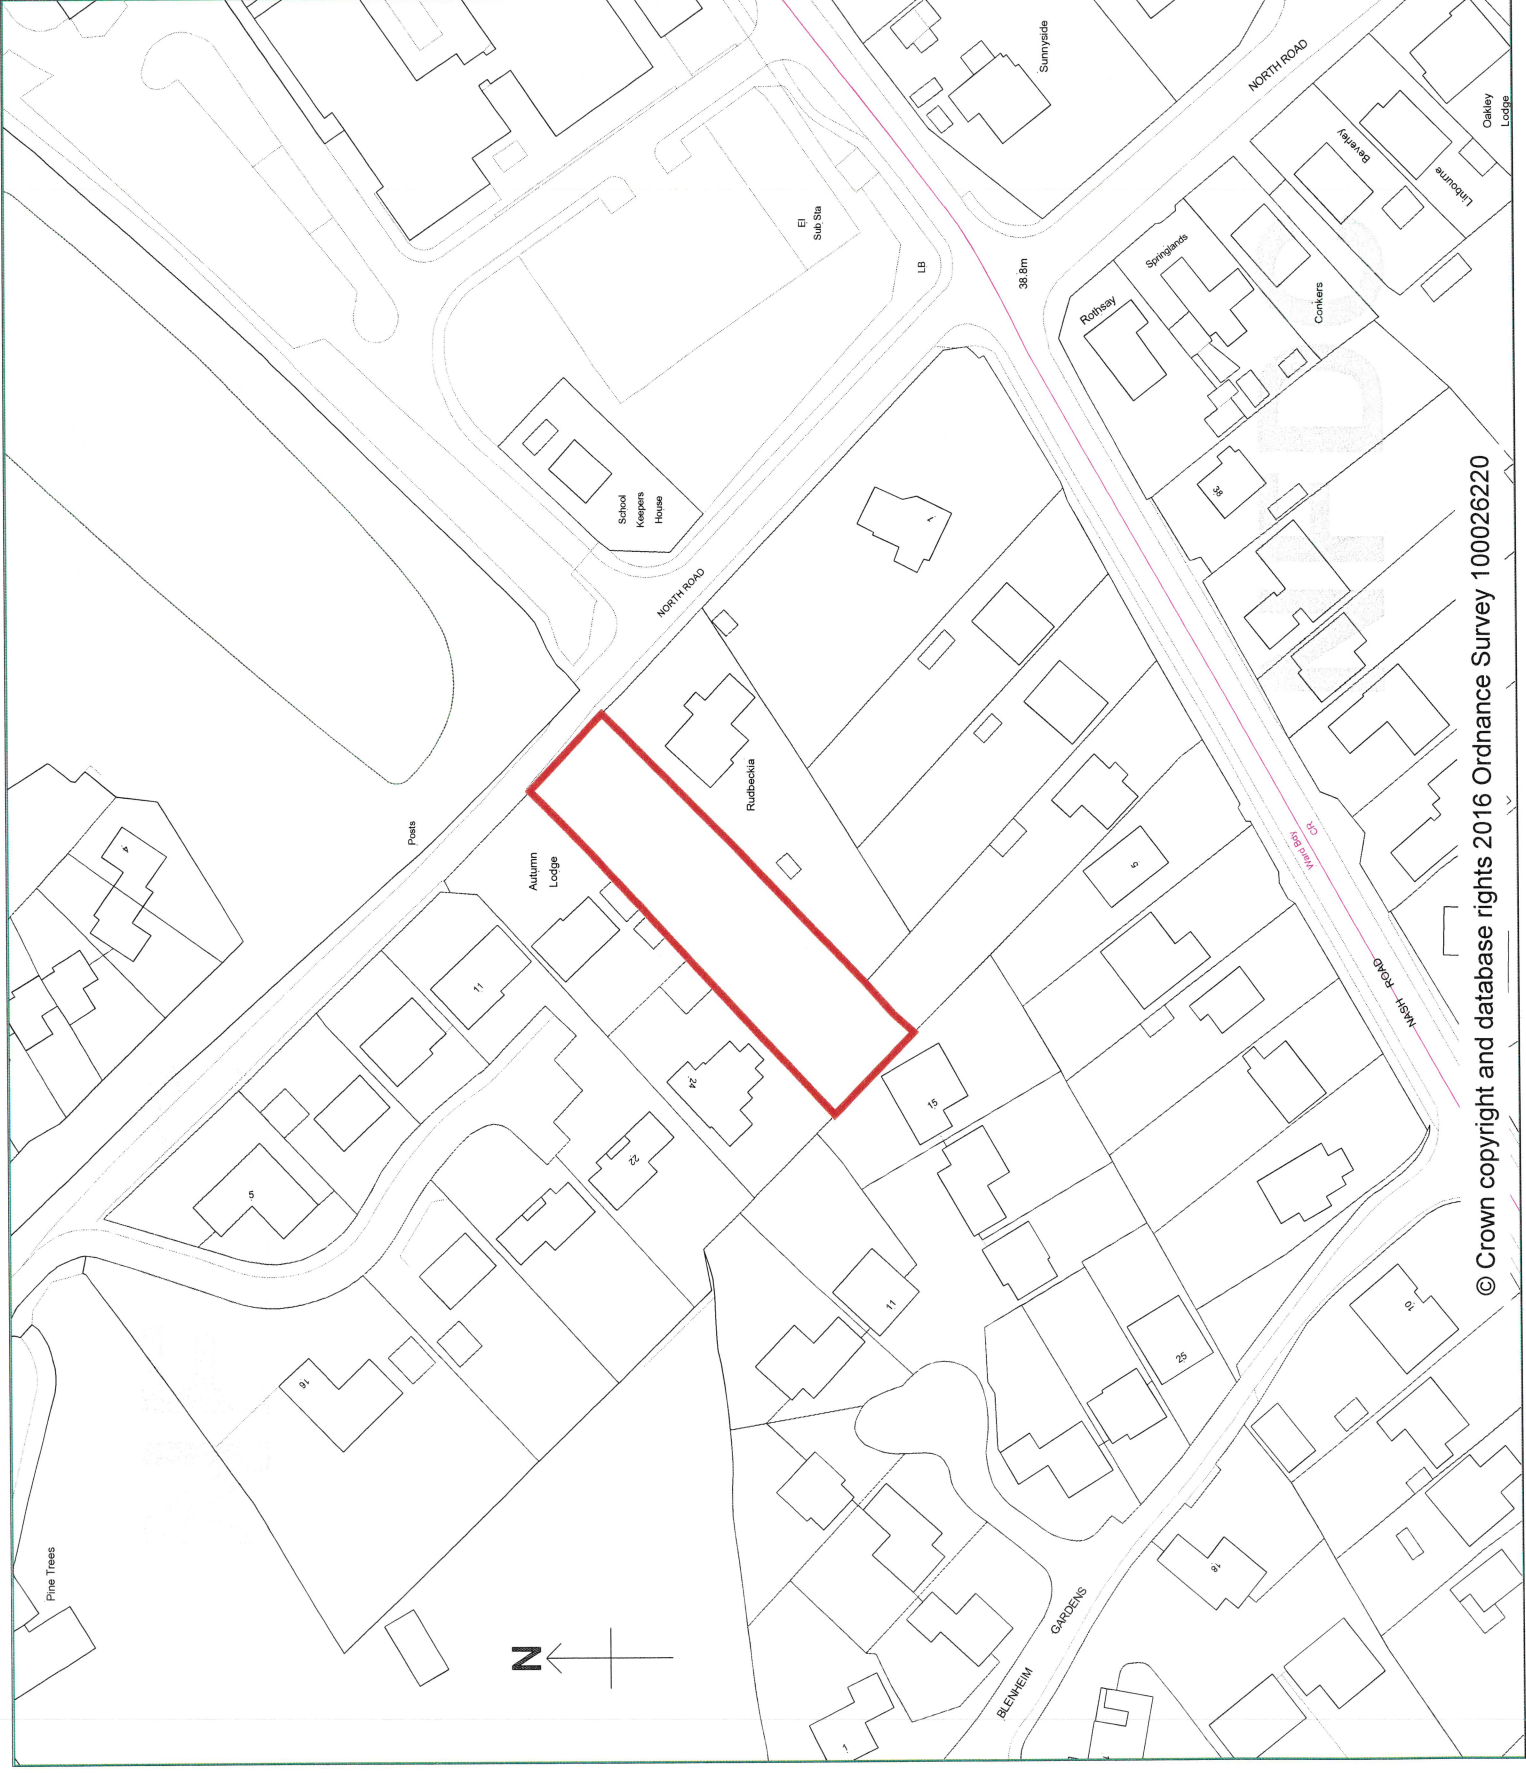 Sunnyside
NORTH ROAD
Oakley
Lodge
Beverley
Linbourne
El
Sub Sta
LB
38.8m
Springlands
Rothsay
Conkers
38
School
Keepers
House
NORTH ROAD
7
Posts
Rudbeckia
Autumn
Lodge
4
11
5
24
22
15
5
Ward Bdy
CR
NASH ROAD
16
11
25
10
18
Pine Trees
N
BLENHEIM
GARDENS
1
© Crown copyright and database rights 2016 Ordnance Survey 100026220